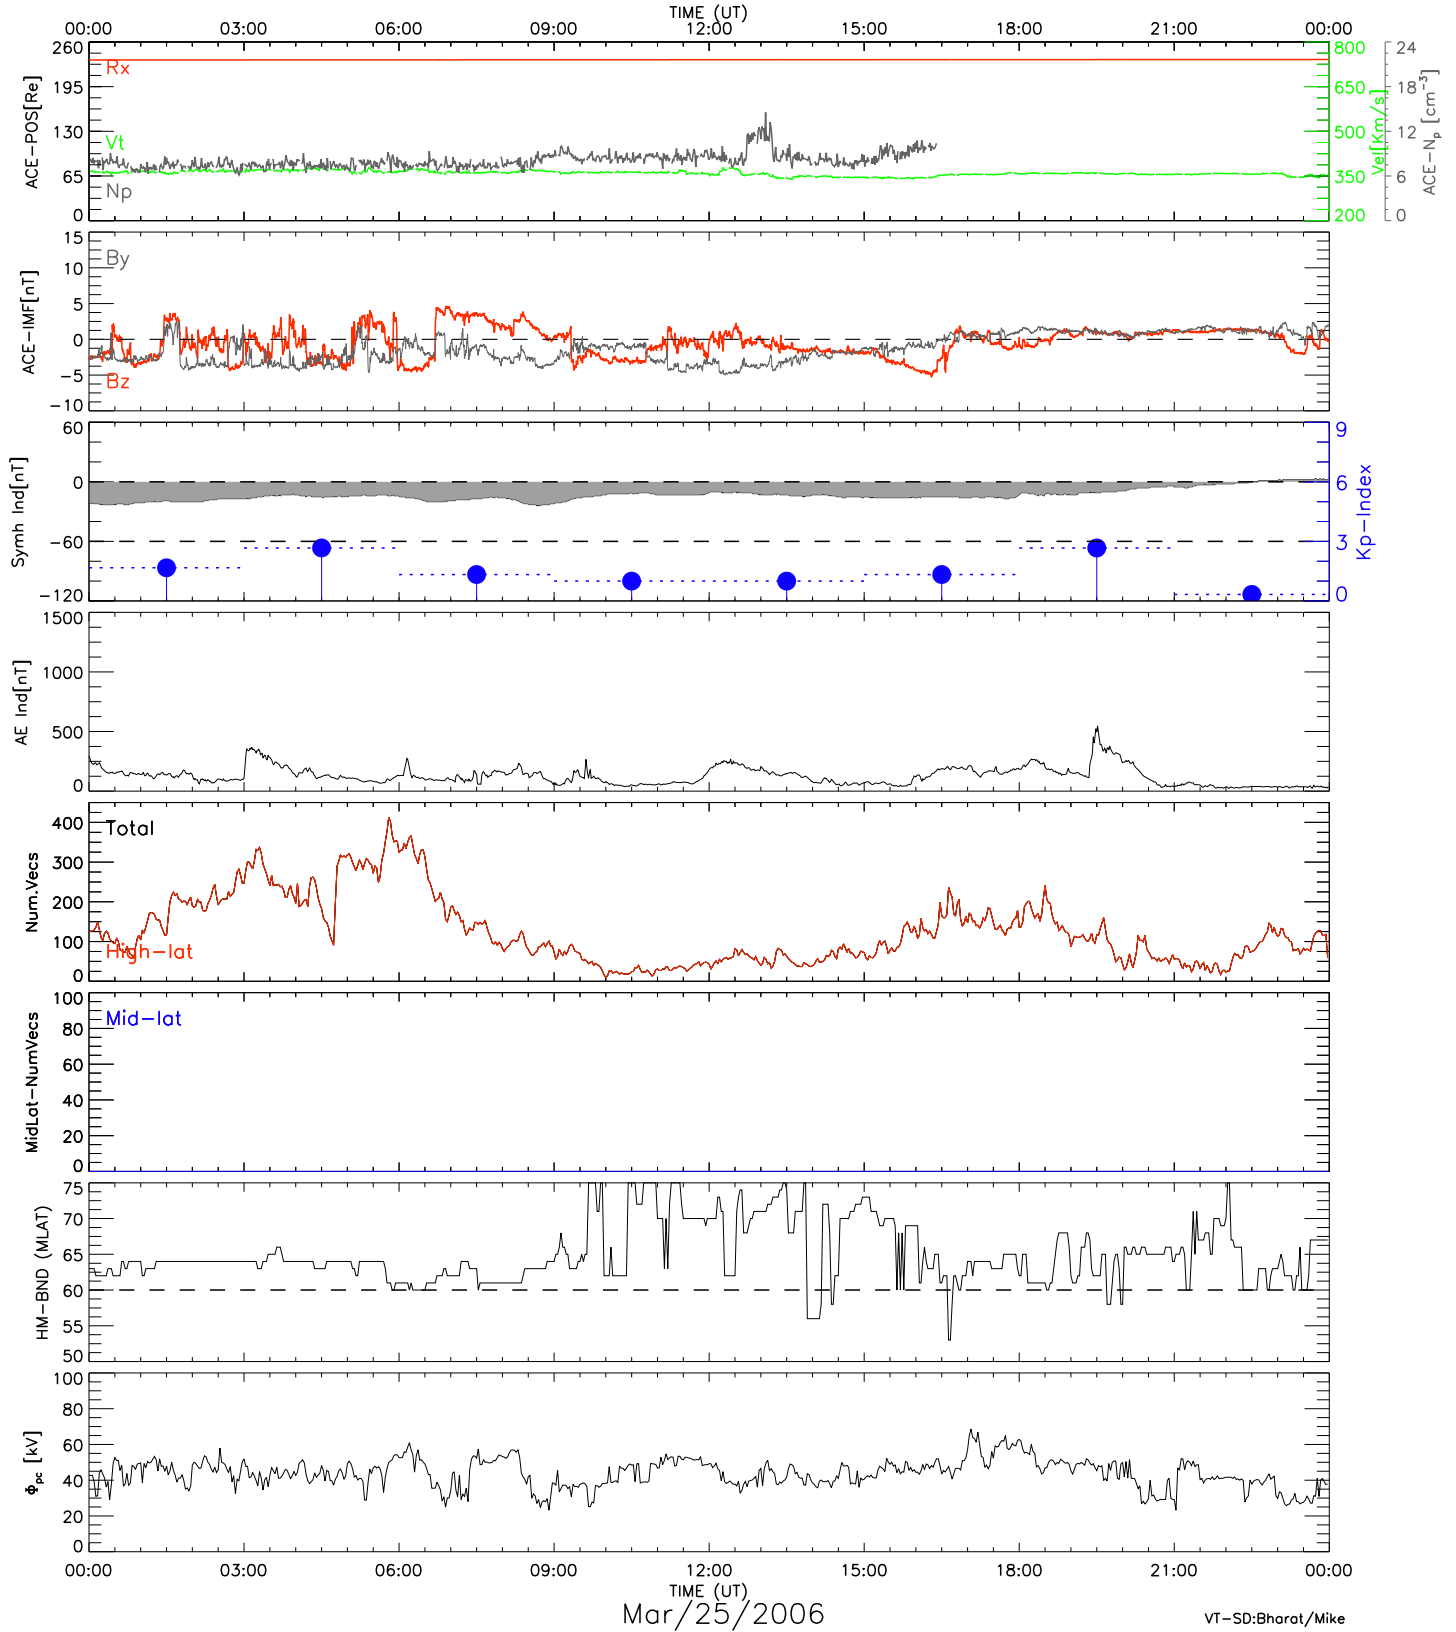 TIME (UT)
00:00 03:00 06:00 09:00 12:00 15:00 18:00 21:00 00:00
ACE-POS[Re]
260
195
130
65
0
Rx
Vt
Np
800
650
500
350
200
Vel[Km/s]
24
18
12
6
0
ACE-Np [cm-3]
ACE-IMF[nT]
15
10
5
0
-5
-10
By
Bz
Symh Ind[nT]
60
0
-60
-120
9
6
3
0
Kp-Index
AE Ind[nT]
1500
1000
500
0
Num.Vecs
400
300
200
100
0
Total
High-lat
MidLat-NumVecs
100
80
60
40
20
0
Mid-lat
HM-BND (MLAT)
75
70
65
60
55
50
Φpc [kV]
100
80
60
40
20
0
00:00 03:00 06:00 09:00 12:00 15:00 18:00 21:00 00:00
TIME (UT)
Mar/25/2006
VT-SD:Bharat/Mike